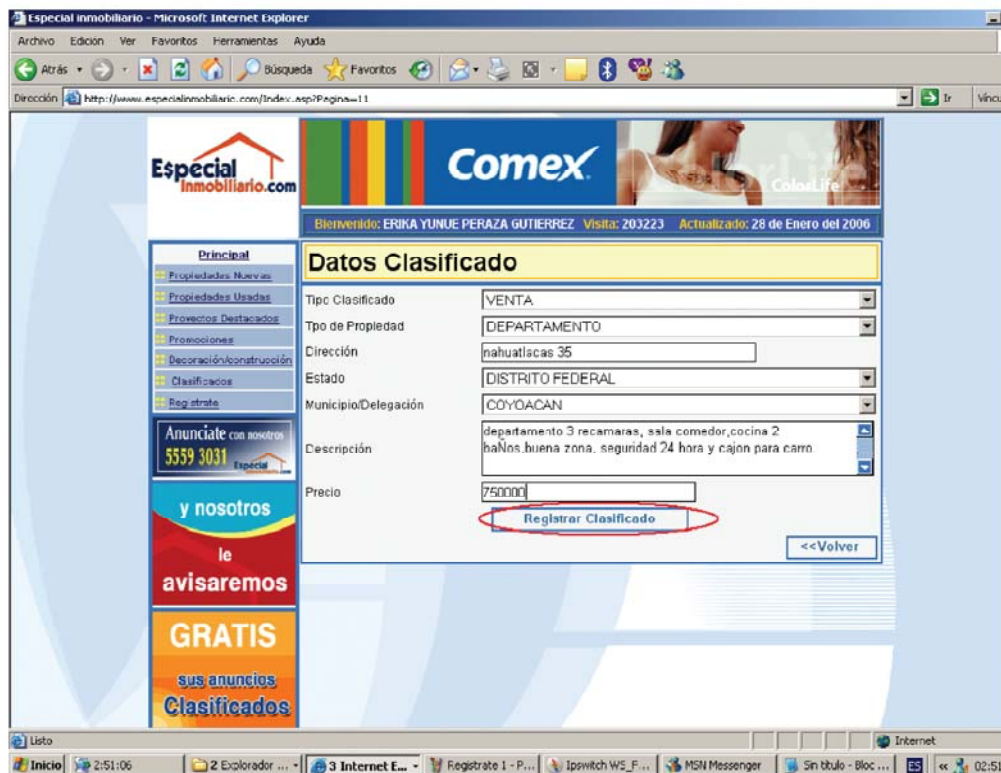 Especial inmobiliario - Microsoft Internet Explorer
Archivo Edición Ver Favoritos Herramientas Ayuda
Atrás Búsqueda Favoritos
Dirección http://www.especialinmobiliario.com/Index.asp?Pagina=11 Ir Víncu
E$pecial
Inmobiliario.com
Comex
ColorLife
ColorLife
Bienvenido: ERIKA YUNUE PERAZA GUTIERREZ Visita: 203223 Actualizado: 28 de Enero del 2006
Principal
Propiedades Nuevas
Propiedades Usadas
Proyectos Destacados
Promociones
Decoración/construcción
Clasificados
Registrate
Anunciate con nosotros
5559 3031 Especial
y nosotros
le
avisaremos
GRATIS
sus anuncios
Clasificados
Datos Clasificado
Tipo Clasificado VENTA
Tpo de Propiedad DEPARTAMENTO
Dirección nahuatlacas 35
Estado DISTRITO FEDERAL
Municipio/Delegación COYOACAN
Descripción departamento 3 recamaras, sala comedor,cocina 2
baÑos.buena zona. seguridad 24 hora y cajon para carro
Precio 750000
Registrar Clasificado
<<Volver
Listo Internet
Inicio 2:51:06 2 Explorador ... 3 Internet E... Registrate 1 - P... Ipswitch WS_F... MSN Messenger Sin título - Bloc ... ES « 02:51